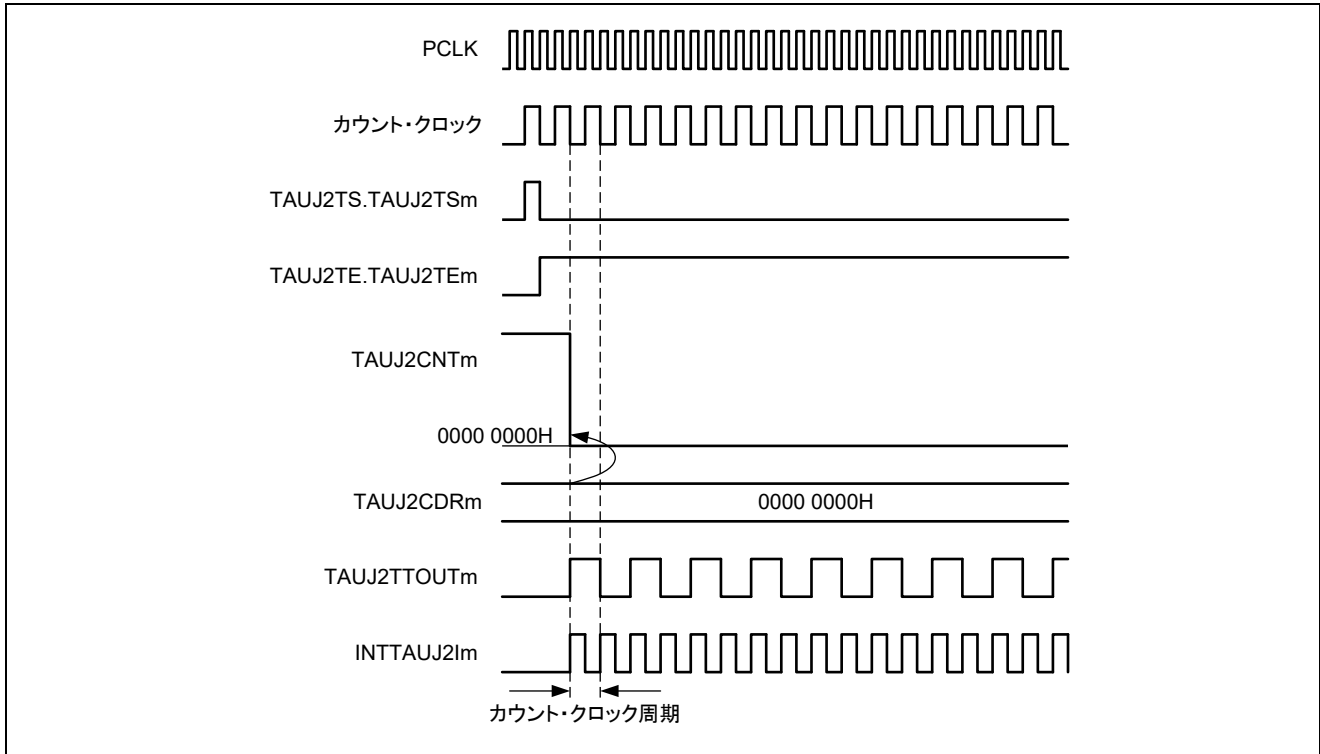 PCLK
カウント・クロック
TAUJ2TS.TAUJ2TSm
TAUJ2TE.TAUJ2TEm
TAUJ2CNTm
0000 0000H
TAUJ2CDRm
0000 0000H
TAUJ2TTOUTm
INTTAUJ2Im
カウント・クロック周期